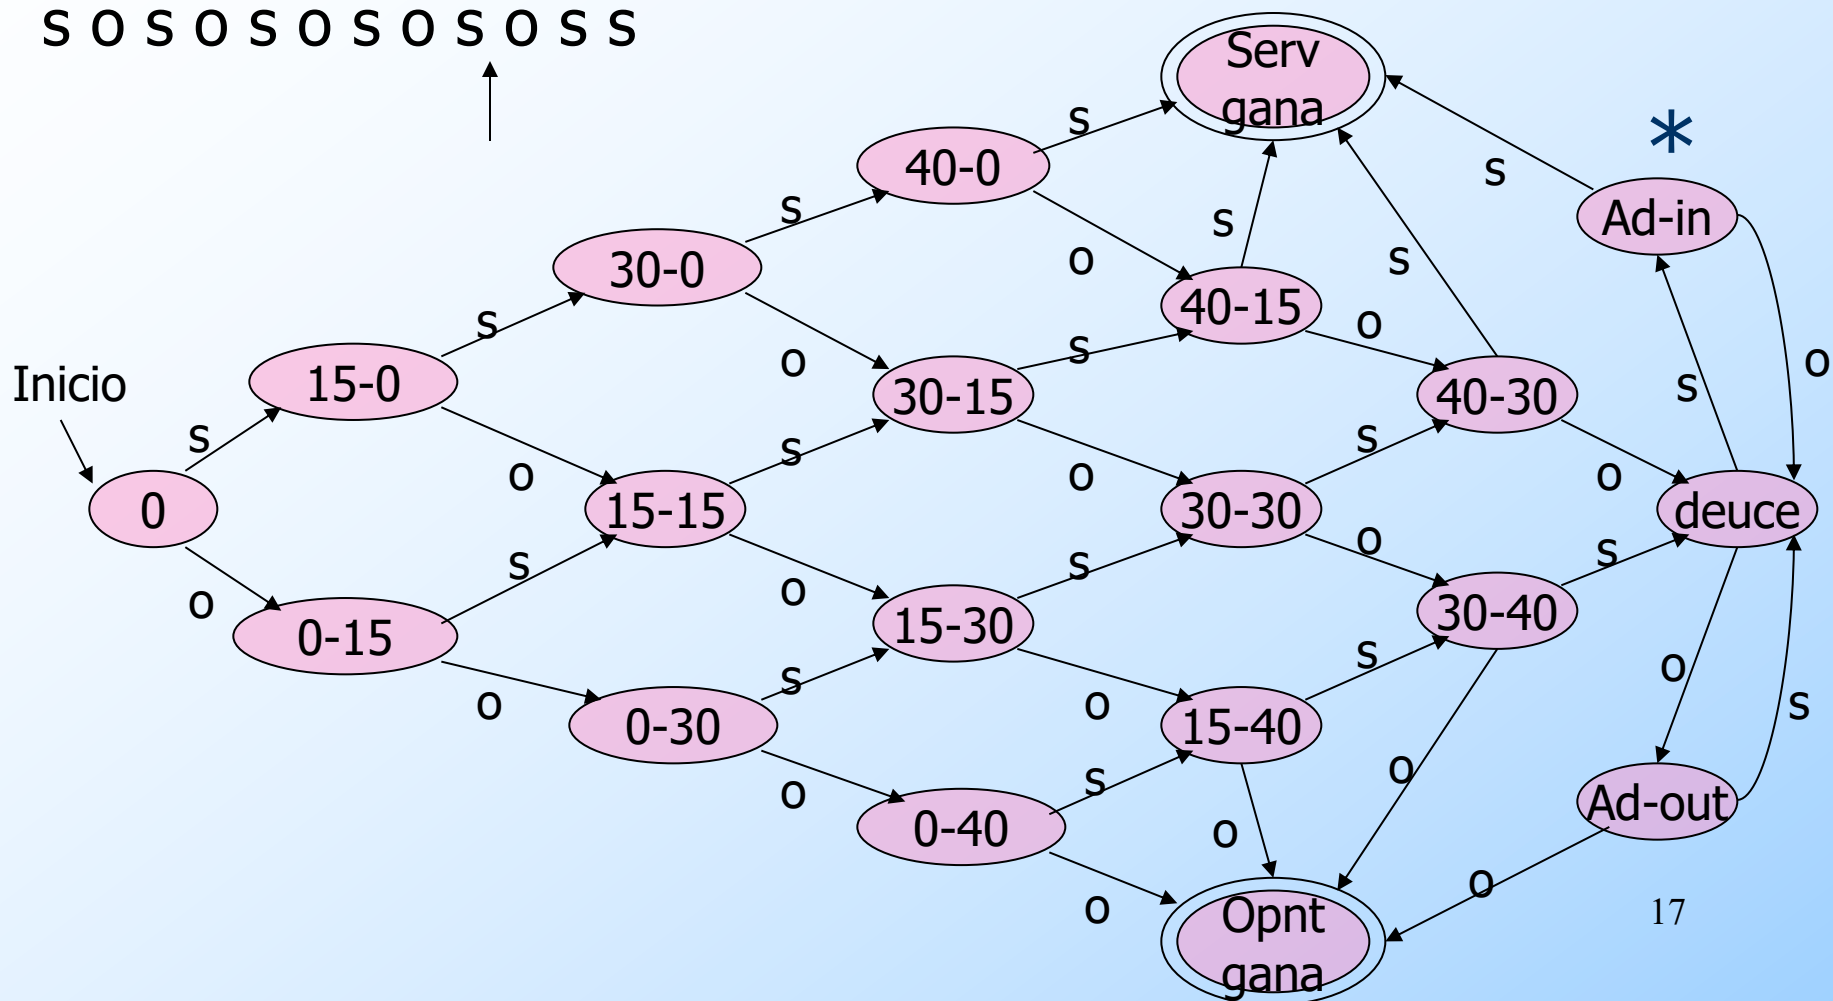 s o s o s o s o s o s s
Serv
gana
*
s
40-0
s
Ad-in
s
s
30-0
o
s
40-15
s
s
o
o
Inicio
15-0
o
s
30-15
40-30
s
s
s
s
o
o
o
o
0
15-15
30-30
deuce
s
o
s
o
s
o
0-15
15-30
30-40
s
s
o
o
o
s
0-30
15-40
o
s
o
Ad-out
0-40
o
o
o
Opnt
gana
17